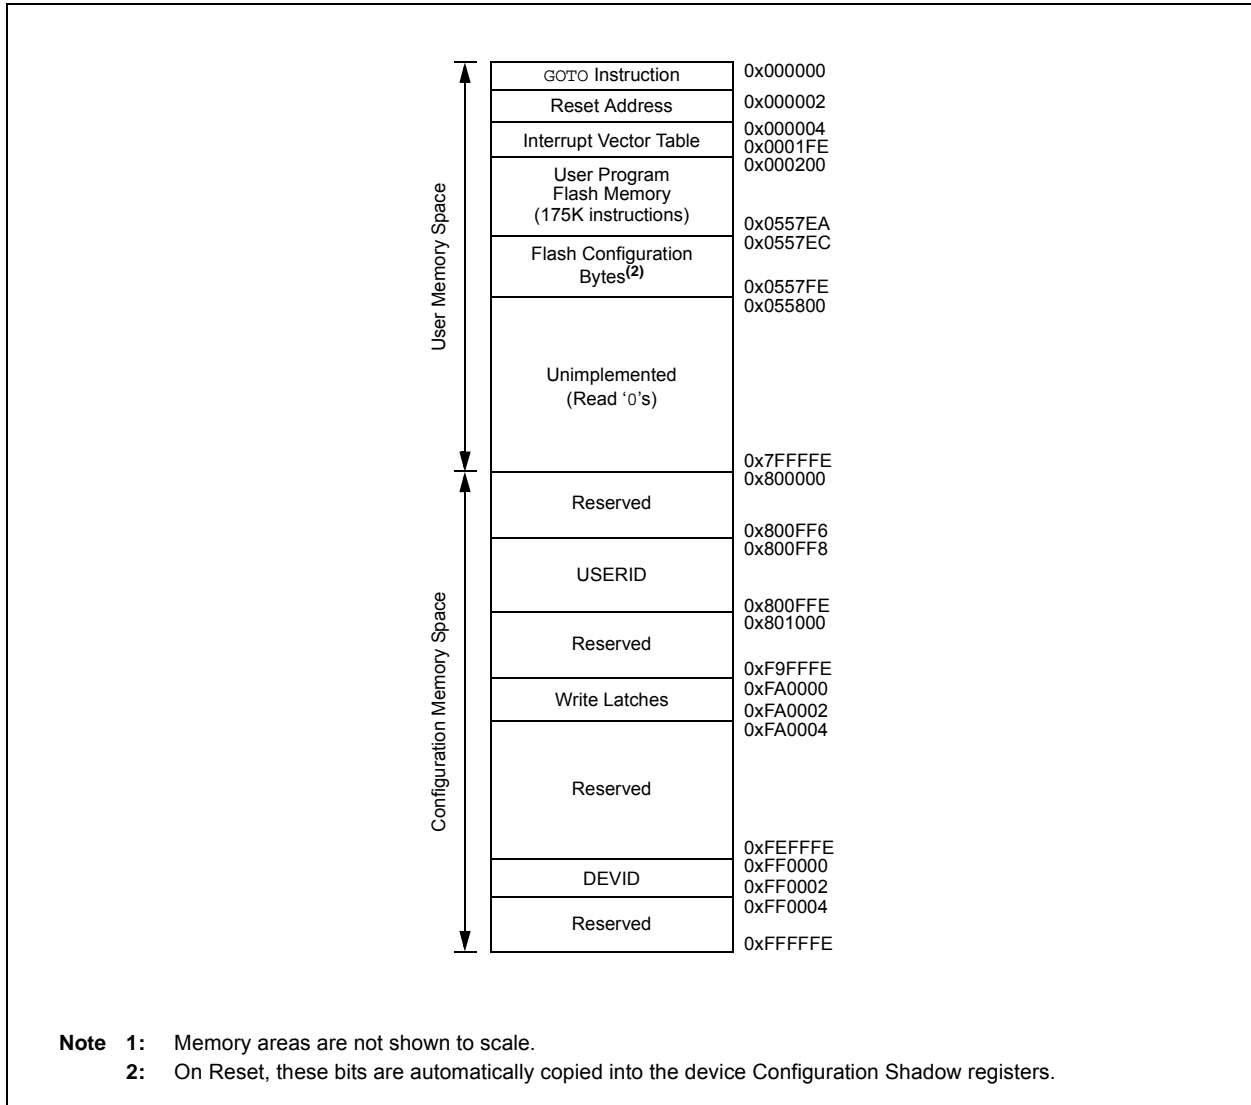 GOTO Instruction 0x000000
Reset Address 0x000002
0x000004
Interrupt Vector Table 0x0001FE
0x000200
User Program
Flash Memory
(175K instructions)
0x0557EA
0x0557EC
Flash Configuration
Bytes(2)
0x0557FE
0x055800
User Memory Space
Unimplemented
(Read ‘0’s)
0x7FFFFE
0x800000
Reserved
0x800FF6
0x800FF8
USERID
0x800FFE
0x801000
Reserved
0xF9FFFE
0xFA0000
Write Latches
0xFA0002
0xFA0004
Configuration Memory Space
Reserved
0xFEFFFE
0xFF0000
DEVID
0xFF0002
0xFF0004
Reserved
0xFFFFFE
Note 1: Memory areas are not shown to scale.
2: On Reset, these bits are automatically copied into the device Configuration Shadow registers.